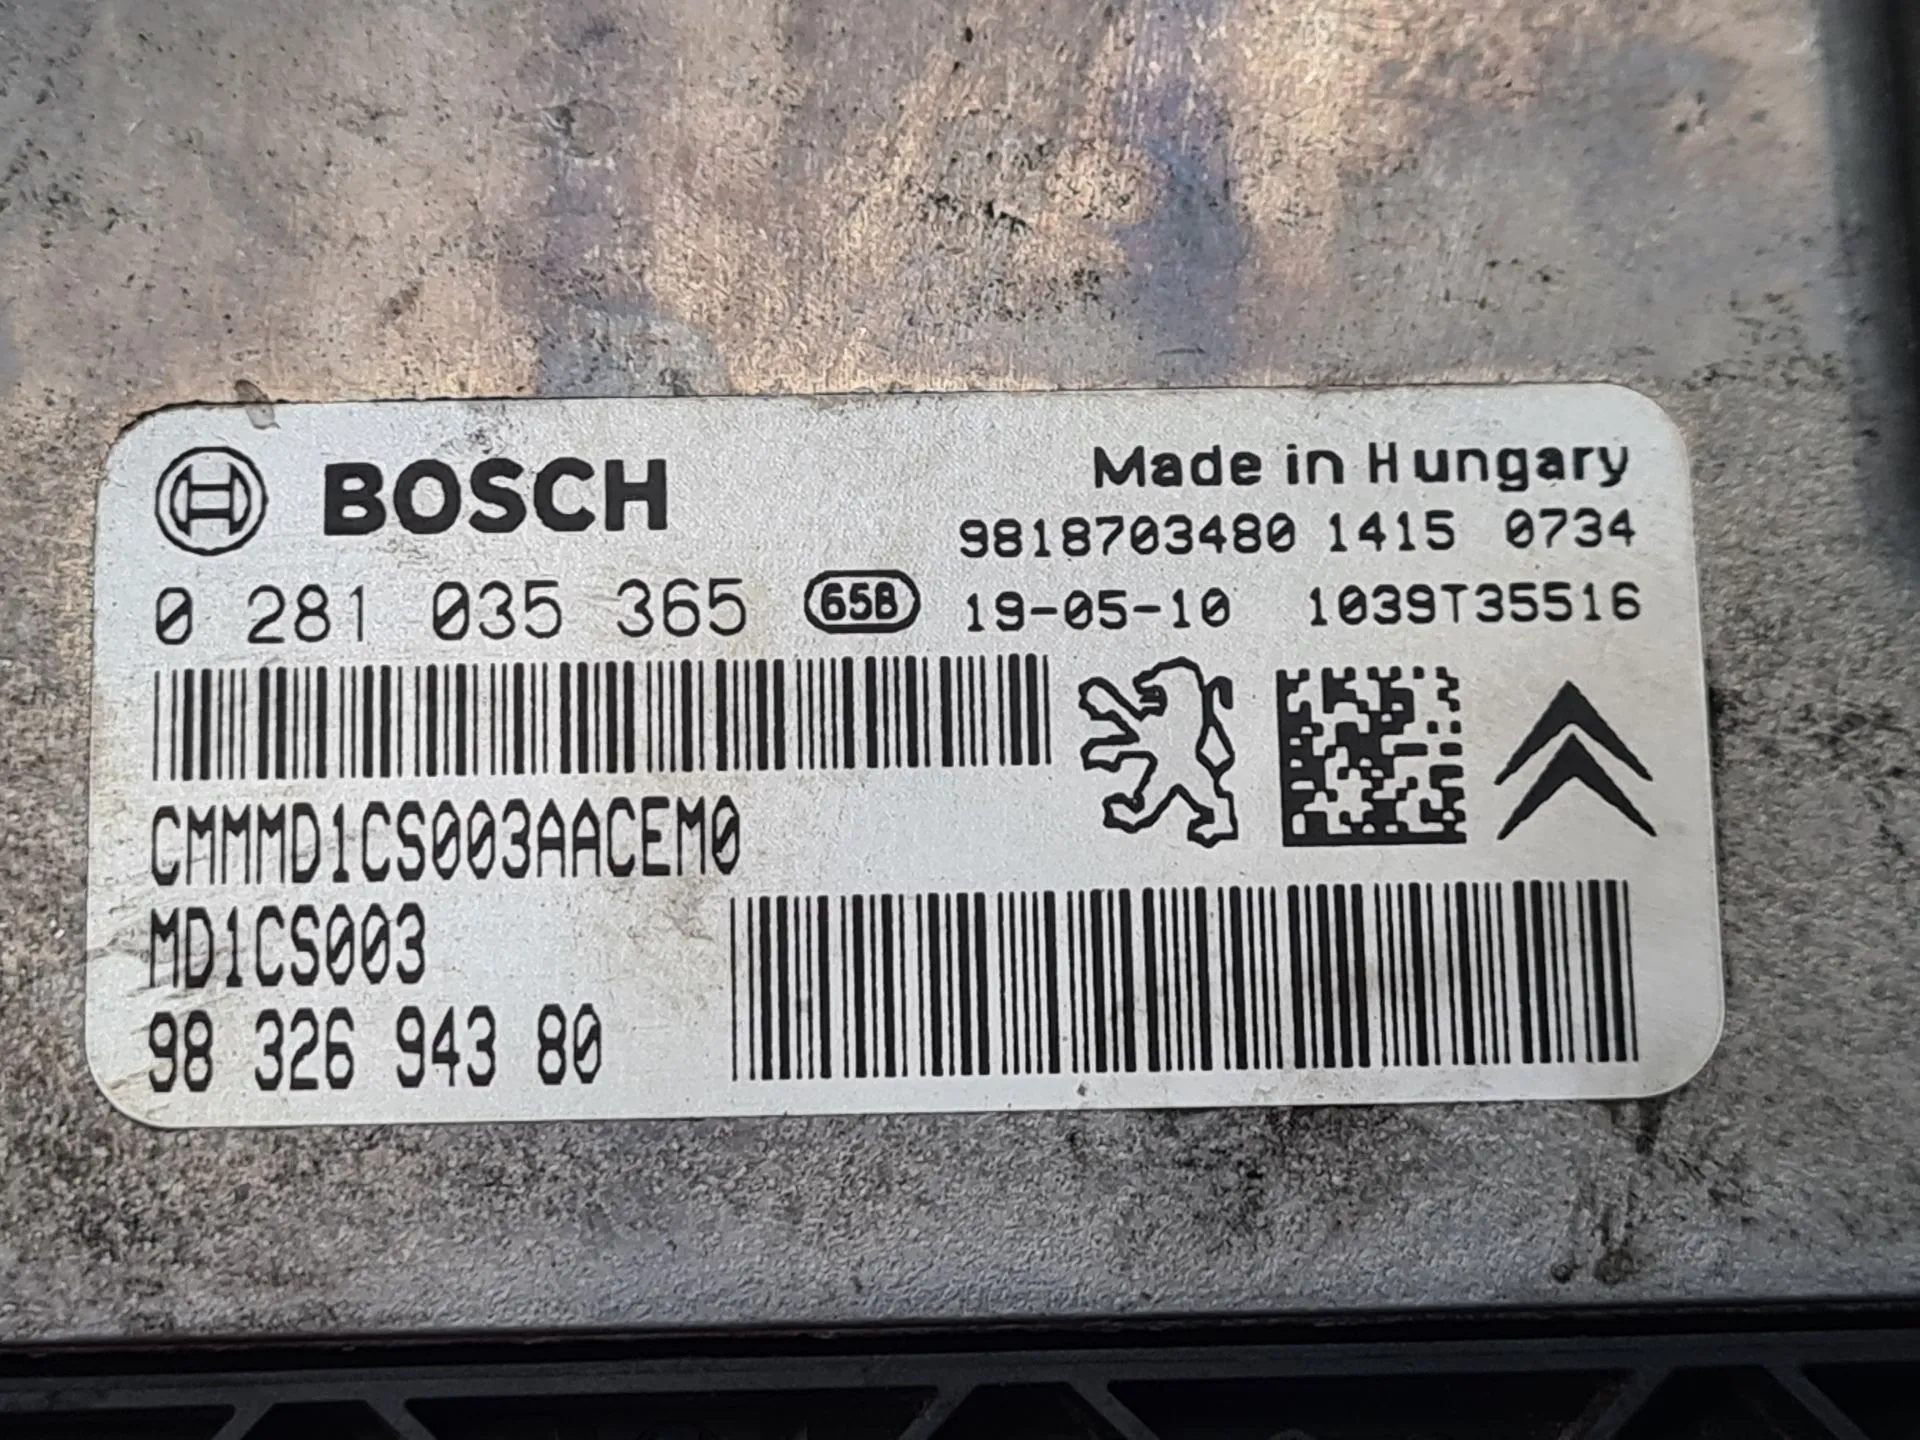 BOSCH
Made in Hungary
9818703480 1415 0734
0 281 035 365 65B 19-05-10 1039T35516
CMMMD1CS003AACEM0
MD1CS003
98 326 943 80